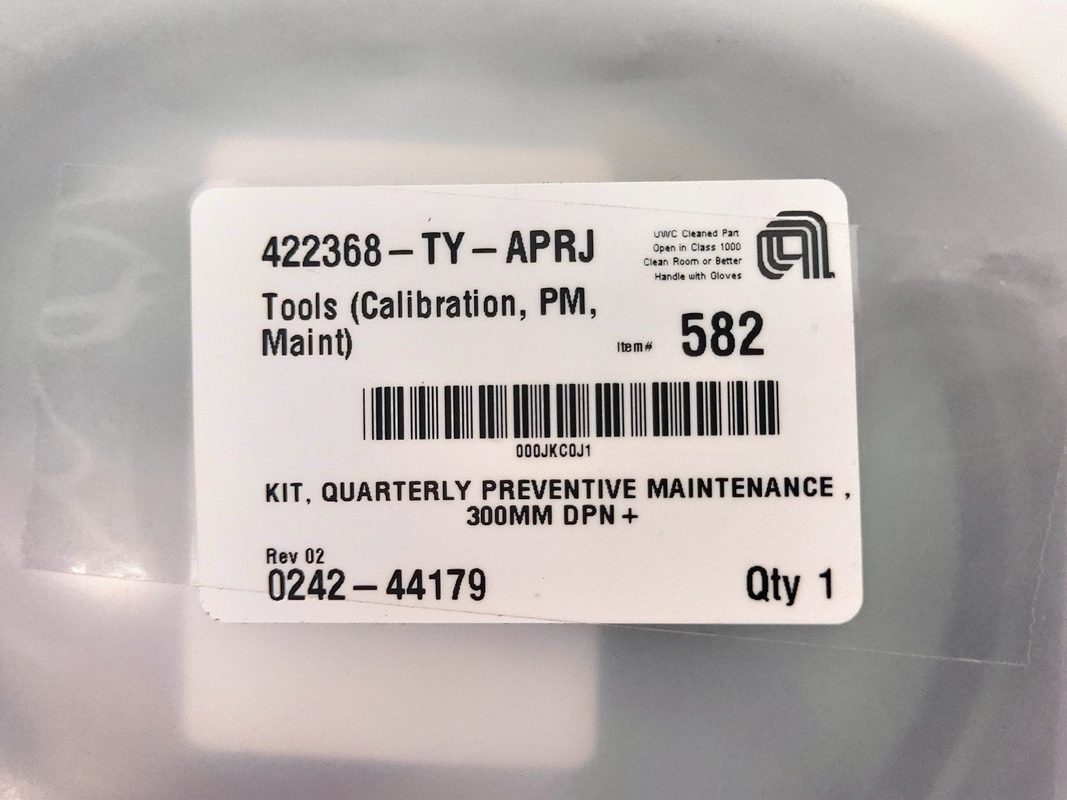 422368-TY-APRJ
UWC Cleaned Part
Open in Class 1000
Clean Room or Better
Handle with Gloves
Tools (Calibration, PM,
Maint)
Item# 582
000JKC0J1
KIT, QUARTERLY PREVENTIVE MAINTENANCE ,
300MM DPN+
Rev 02
0242-44179 Qty 1